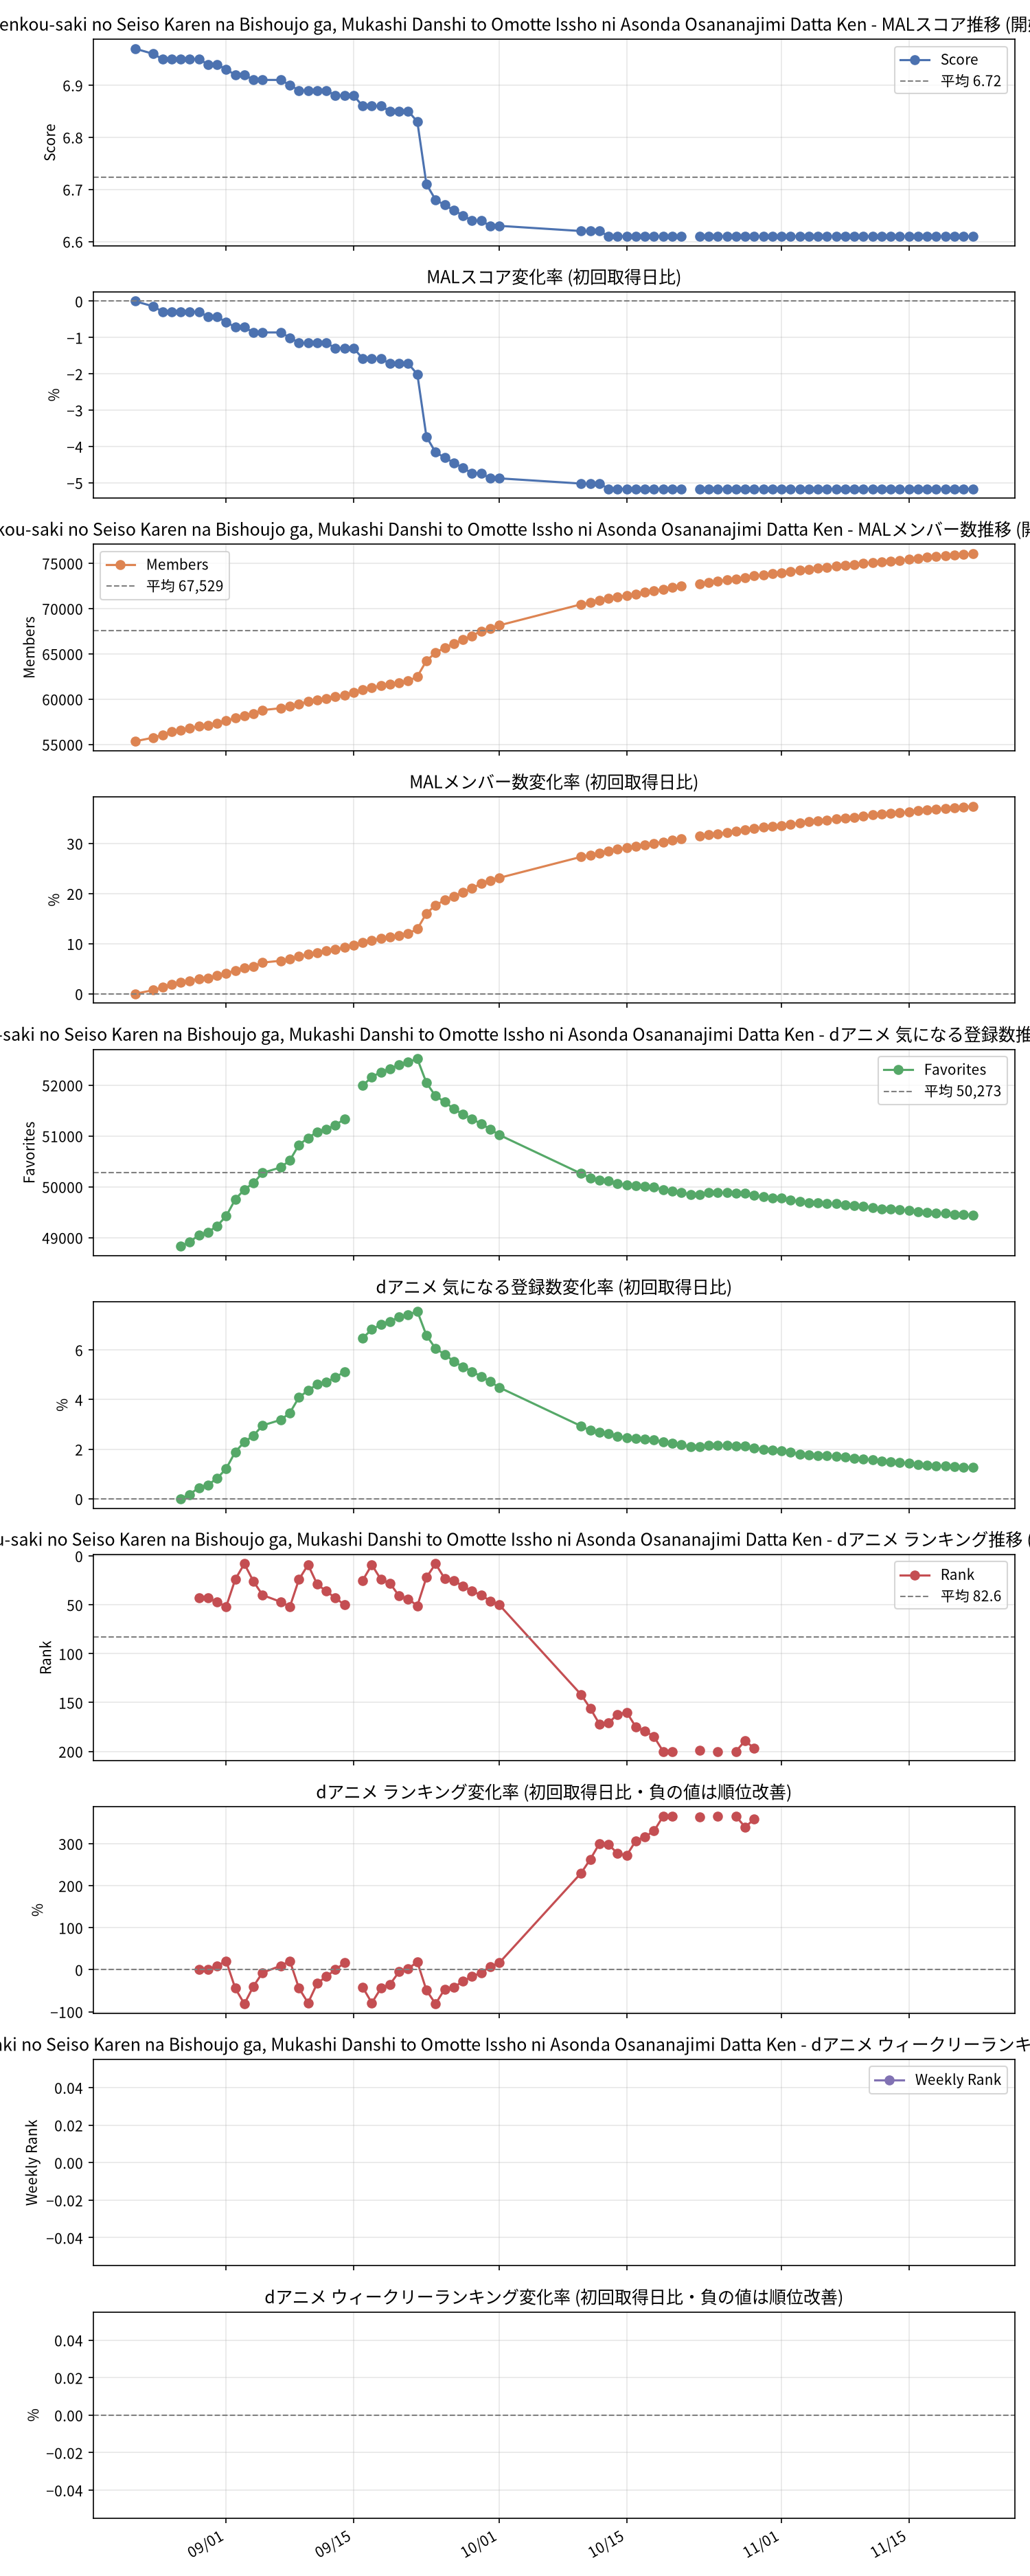 enkou-saki no Seiso Karen na Bishoujo ga, Mukashi Danshi to Omotte Issho ni Asonda Osananajimi Datta Ken - MALスコア推移 (開
Score
平均 6.72
Score
6.9
6.8
6.7
6.6
MALスコア変化率 (初回取得日比)
%
0
−1
−2
−3
−4
−5
kou-saki no Seiso Karen na Bishoujo ga, Mukashi Danshi to Omotte Issho ni Asonda Osananajimi Datta Ken - MALメンバー数推移 (開
Members
平均 67,529
Members
75000
70000
65000
60000
55000
MALメンバー数変化率 (初回取得日比)
%
30
20
10
0
-saki no Seiso Karen na Bishoujo ga, Mukashi Danshi to Omotte Issho ni Asonda Osananajimi Datta Ken - dアニメ 気になる登録数推
Favorites
平均 50,273
Favorites
52000
51000
50000
49000
dアニメ 気になる登録数変化率 (初回取得日比)
%
6
4
2
0
u-saki no Seiso Karen na Bishoujo ga, Mukashi Danshi to Omotte Issho ni Asonda Osananajimi Datta Ken - dアニメ ランキング推移 (
Rank
平均 82.6
Rank
0
50
100
150
200
dアニメ ランキング変化率 (初回取得日比・負の値は順位改善)
%
300
200
100
0
−100
ki no Seiso Karen na Bishoujo ga, Mukashi Danshi to Omotte Issho ni Asonda Osananajimi Datta Ken - dアニメ ウィークリーランキ
Weekly Rank
Weekly Rank
0.04
0.02
0.00
−0.02
−0.04
dアニメ ウィークリーランキング変化率 (初回取得日比・負の値は順位改善)
%
0.04
0.02
0.00
−0.02
−0.04
09/01
09/15
10/01
10/15
11/01
11/15